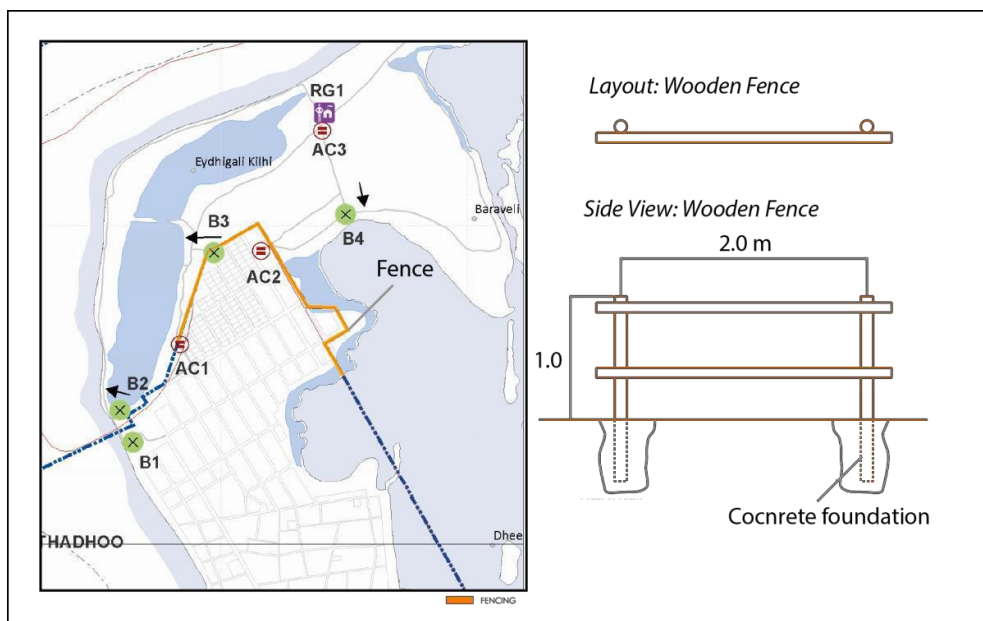 RG1
AC3
Eydhigali Kilhi
B3
B4
Baraveli
AC2
Fence
AC1
B2
B1
THADHOO
Dhee
FENCING
Layout: Wooden Fence
Side View: Wooden Fence
2.0 m
1.0
Cocnrete foundation